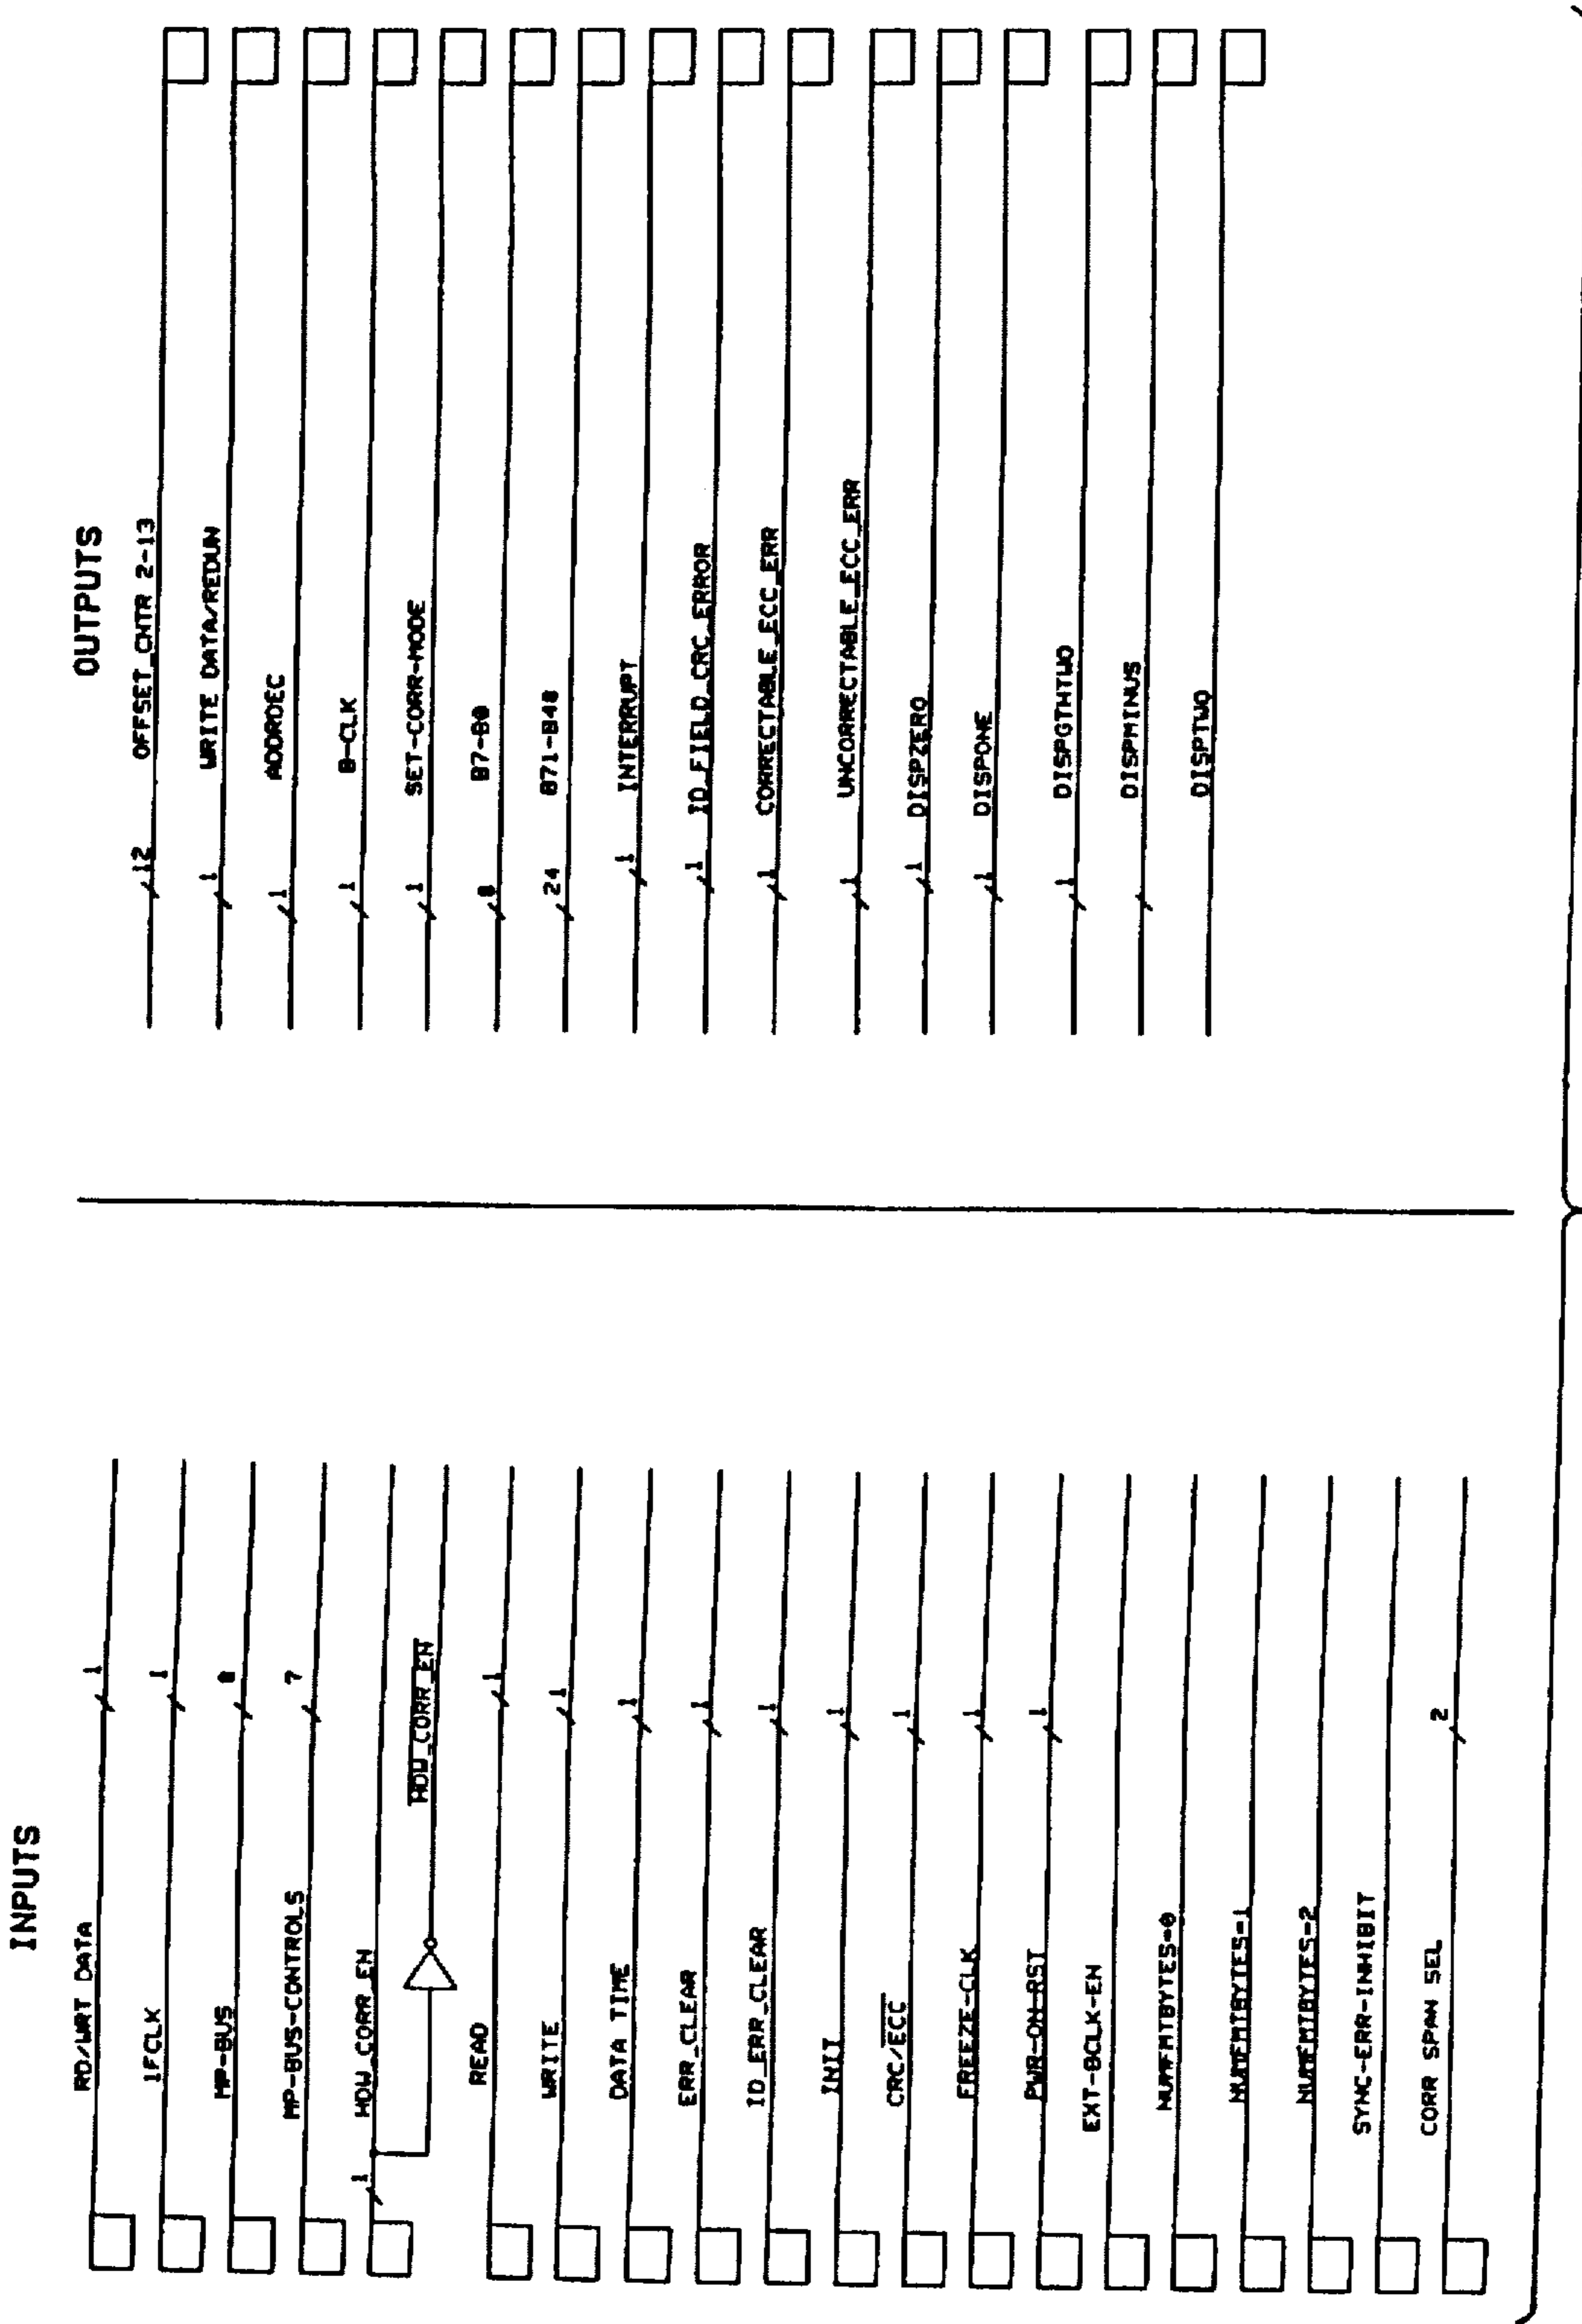 INPUTS
RD/WRT DATA 1
1FCLK 1
MP-BUS 8
MP-BUS-CONTROLS 7
1 HDW_CORR_EN
HDW_CORR_EN
READ 1
WRITE 1
DATA TIME 1
ERR_CLEAR 1
ID_ERR_CLEAR 1
INIT 1
CRC/ECC 1
FREEZE-CLK 1
PWR-ON-RST 1
EXT-BCLK-EN
NUMFMTBYTES=0
NUMFMTBYTES=1
NUMFMTBYTES=2
SYNC-ERR-INHIBIT
CORR SPAN SEL 2
OUTPUTS
12 OFFSET_CNTR 2-13
1 WRITE DATA/REDUN
1 ADDRDEC
1 B-CLK
1 SET-CORR-MODE
8 B7-B0
24 B71-B48
1 INTERRUPT
1 ID_FIELD_CRC_ERROR
1 CORRECTABLE_ECC_ERR
1 UNCORRECTABLE_ECC_ERR
1 DISPZERO
1 DISPONE
1 DISPGTHTWO
DISPMINUS
DISPTWO